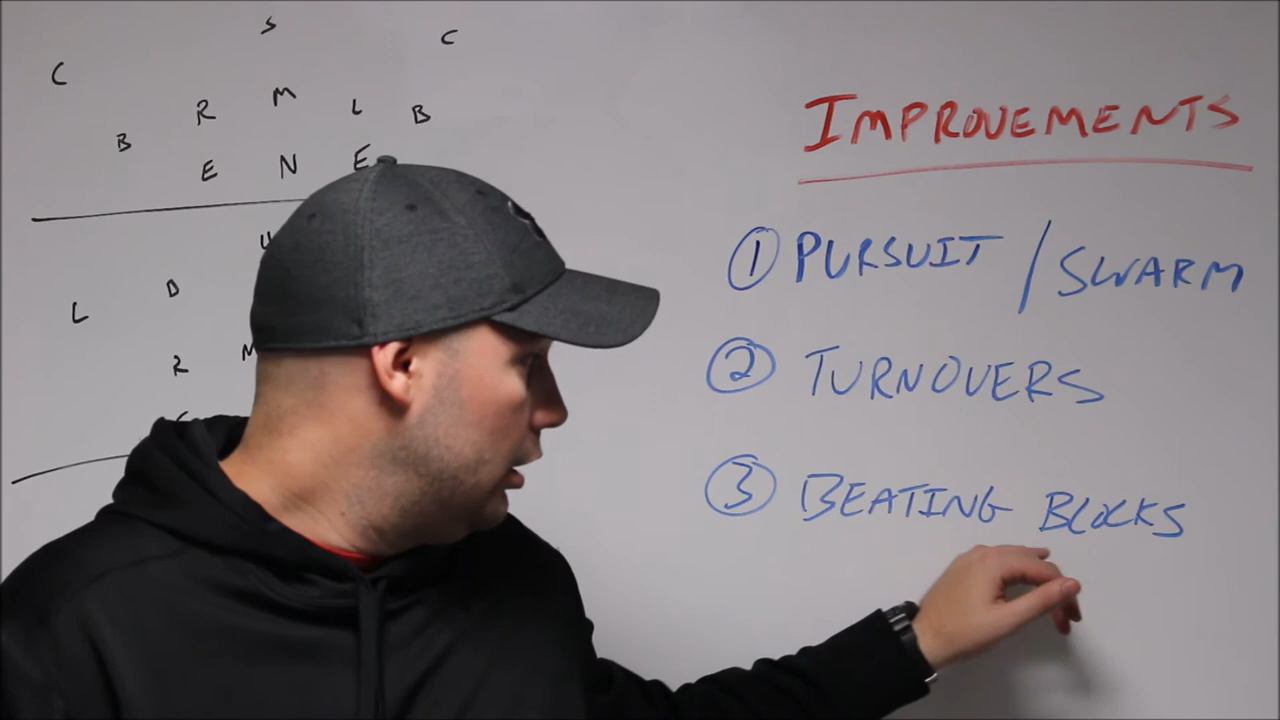 S
C C
R M L B
B
E N E
L B
R M
IMPROVEMENTS
① PURSUIT / SWARM
② TURNOVERS
③ BEATING BLOCKS